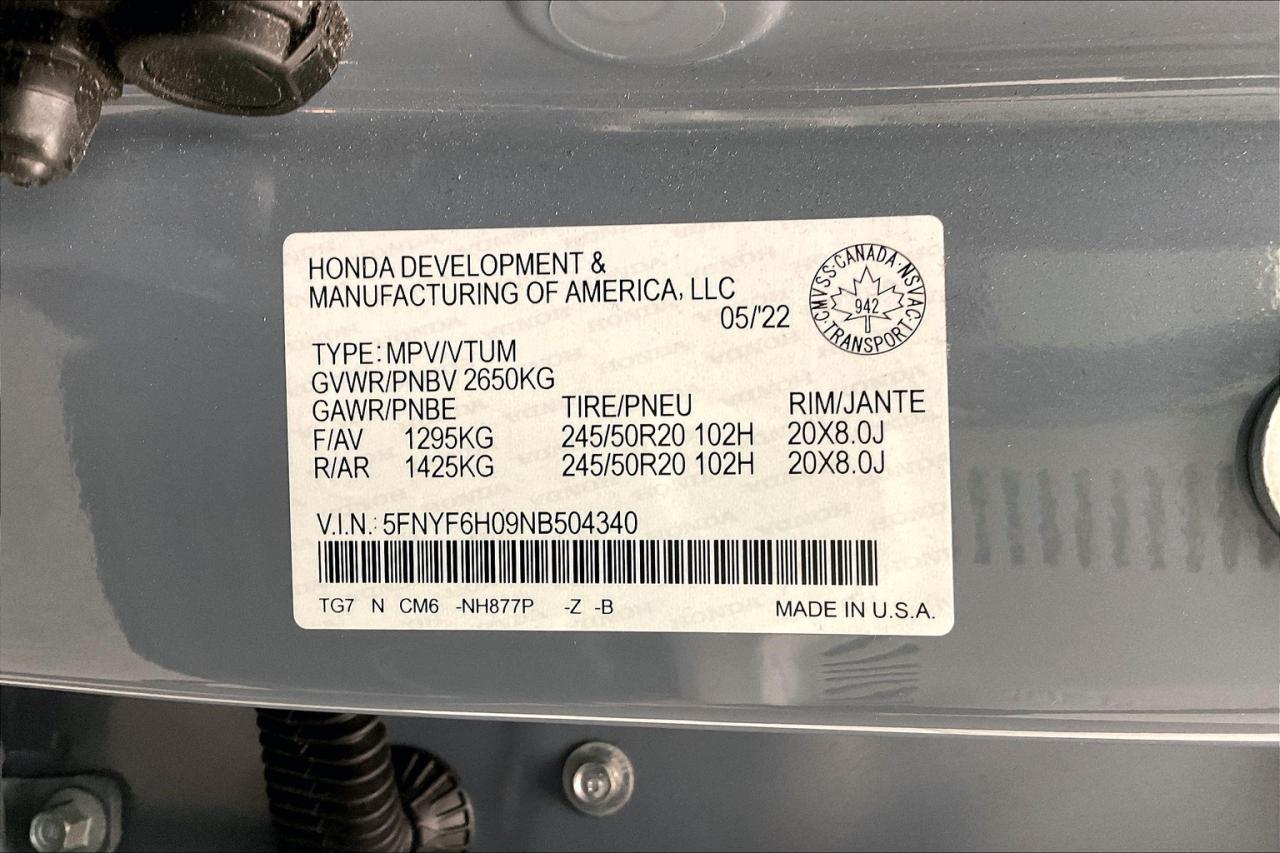 HONDA DEVELOPMENT &
MANUFACTURING OF AMERICA, LLC
05/'22
CMVSS·CANADA·NSVAC·TRANSPORT·
942
TYPE: MPV/VTUM
GVWR/PNBV 2650KG
GAWR/PNBE TIRE/PNEU RIM/JANTE
F/AV 1295KG 245/50R20 102H 20X8.0J
R/AR 1425KG 245/50R20 102H 20X8.0J
V.I.N.: 5FNYF6H09NB504340
TG7 N CM6 -NH877P -Z -B MADE IN U.S.A.